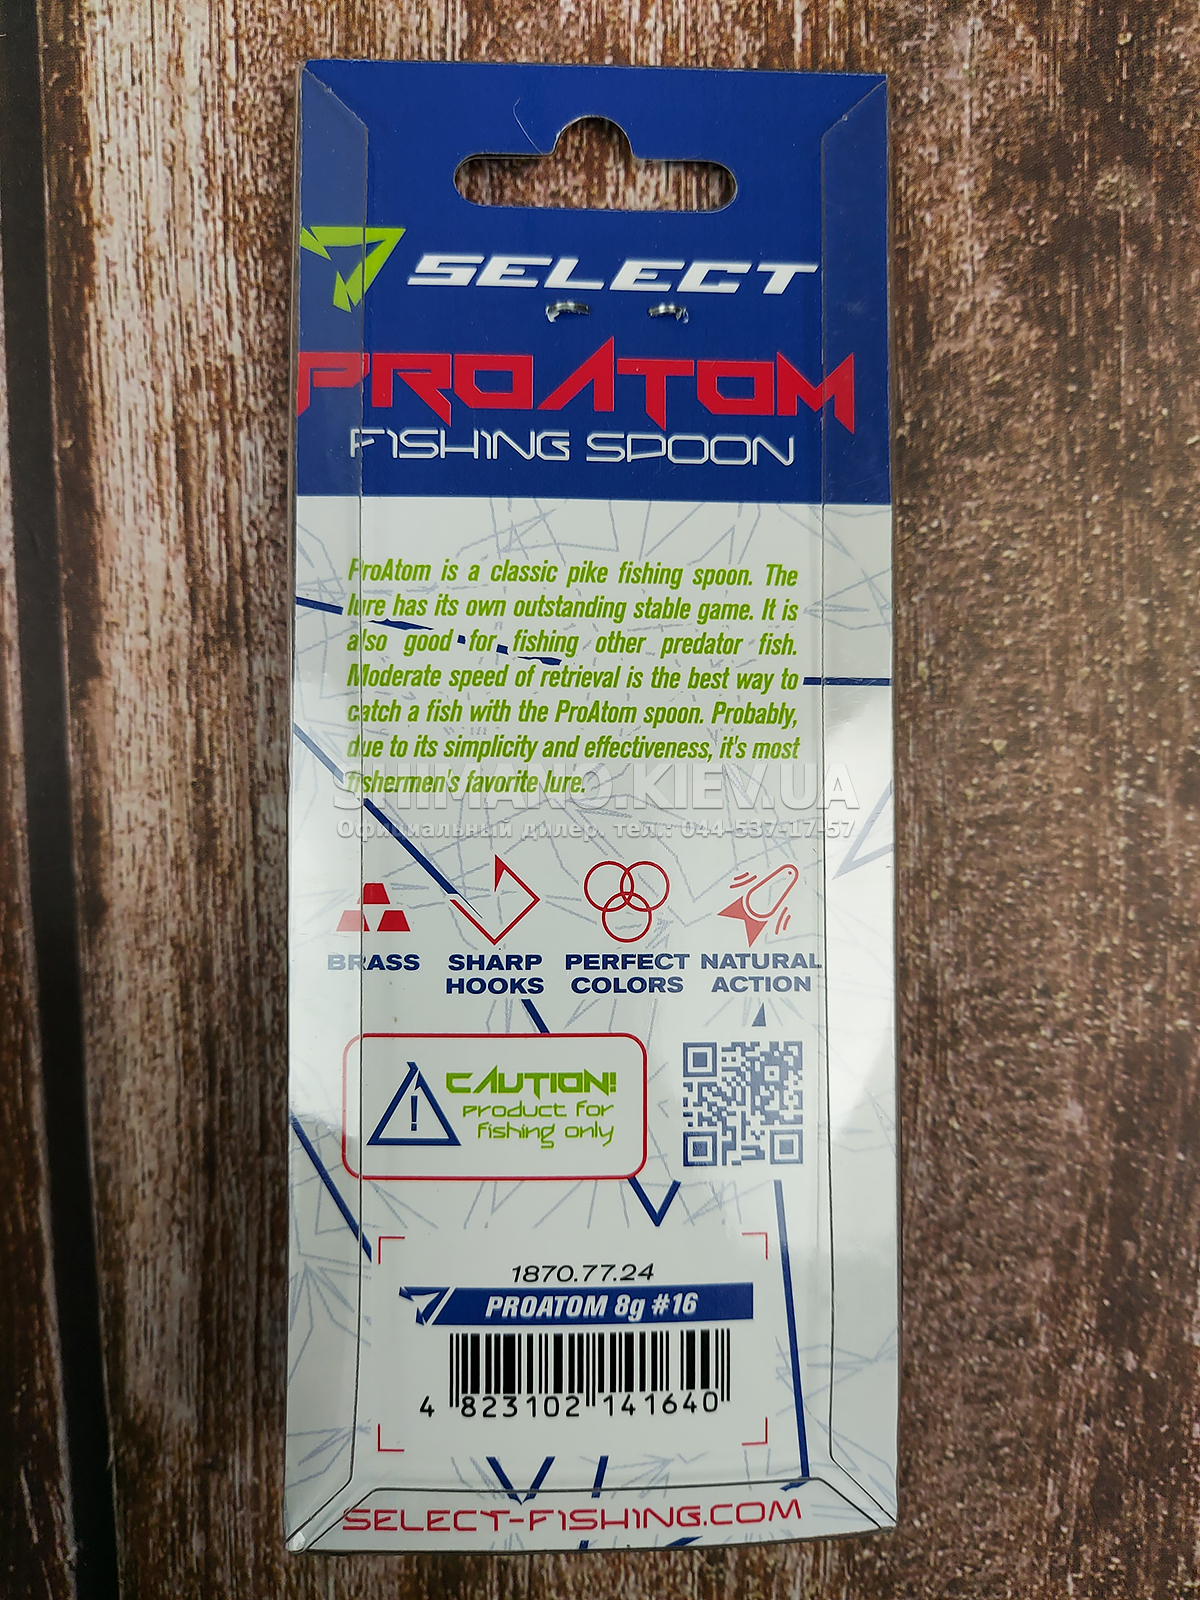 SELECT
PROATOM
FISHING SPOON
ProAtom is a classic pike fishing spoon. The
lure has its own outstanding stable game. It is
also good for fishing other predator fish.
Moderate speed of retrieval is the best way to
catch a fish with the ProAtom spoon. Probably,
due to its simplicity and effectiveness, it's most
fishermen's favorite lure.
SHIMANO.KIEV.UA
Официальный дилер. тел.: 044-537-17-57
BRASS
SHARP
HOOKS
PERFECT
COLORS
NATURAL
ACTION
CAUTION!
product for
fishing only
1870.77.24
PROATOM 8g #16
4 823102 141640
SELECT-FISHING.COM